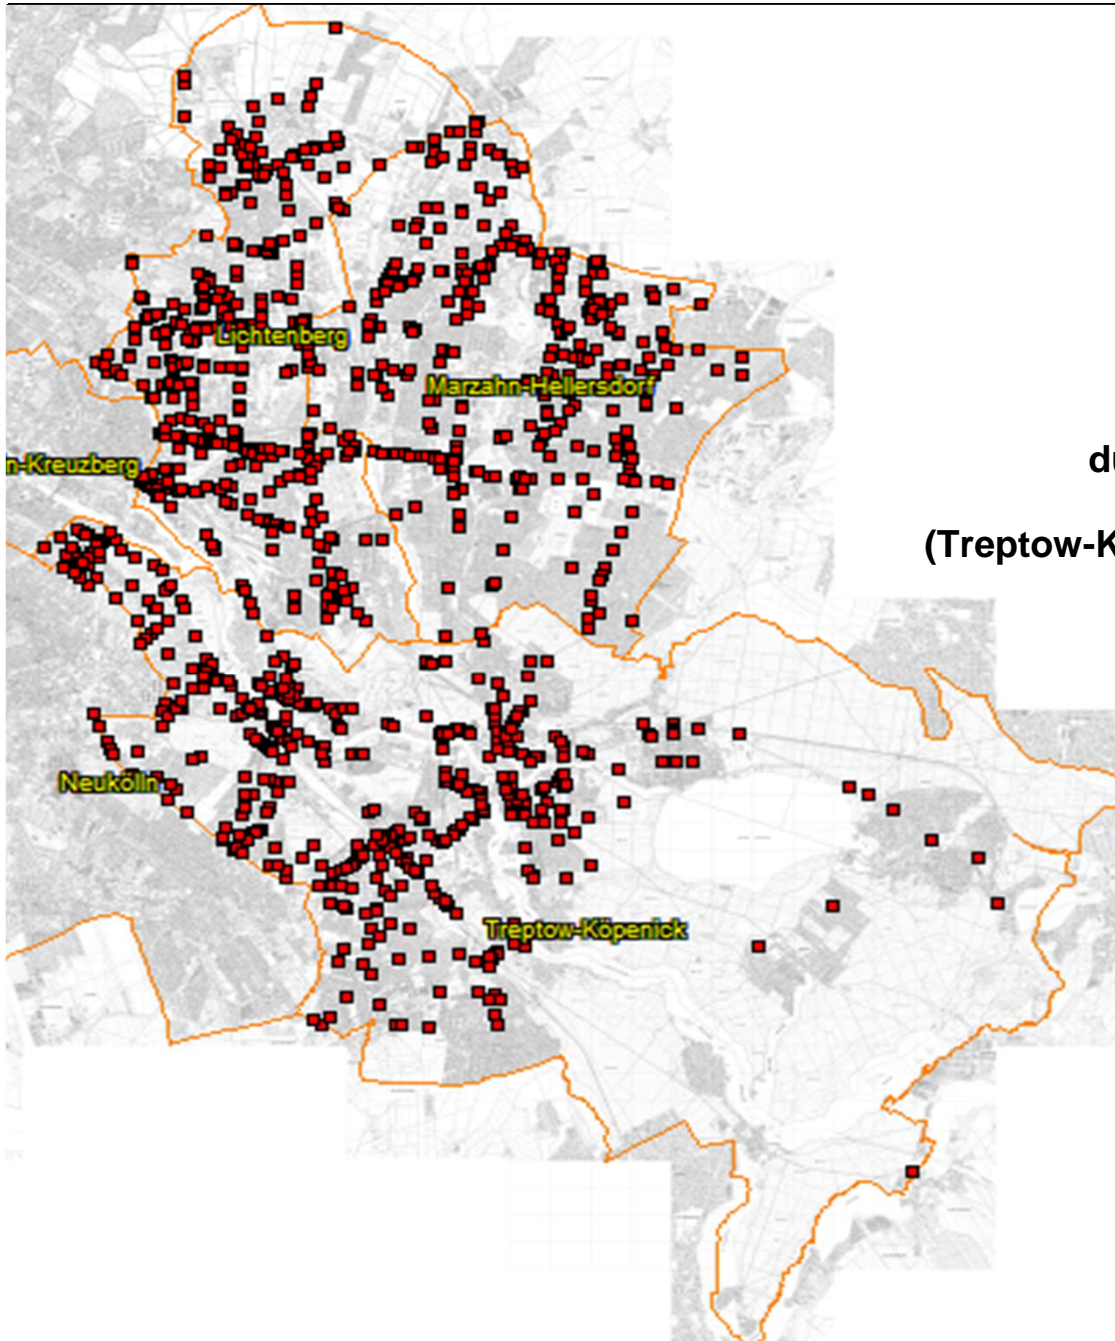 Lichtenberg
Marzahn-Hellersdorf
n-Kreuzberg
du
(Treptow-K
Neukölln
Treptow-Köpenick